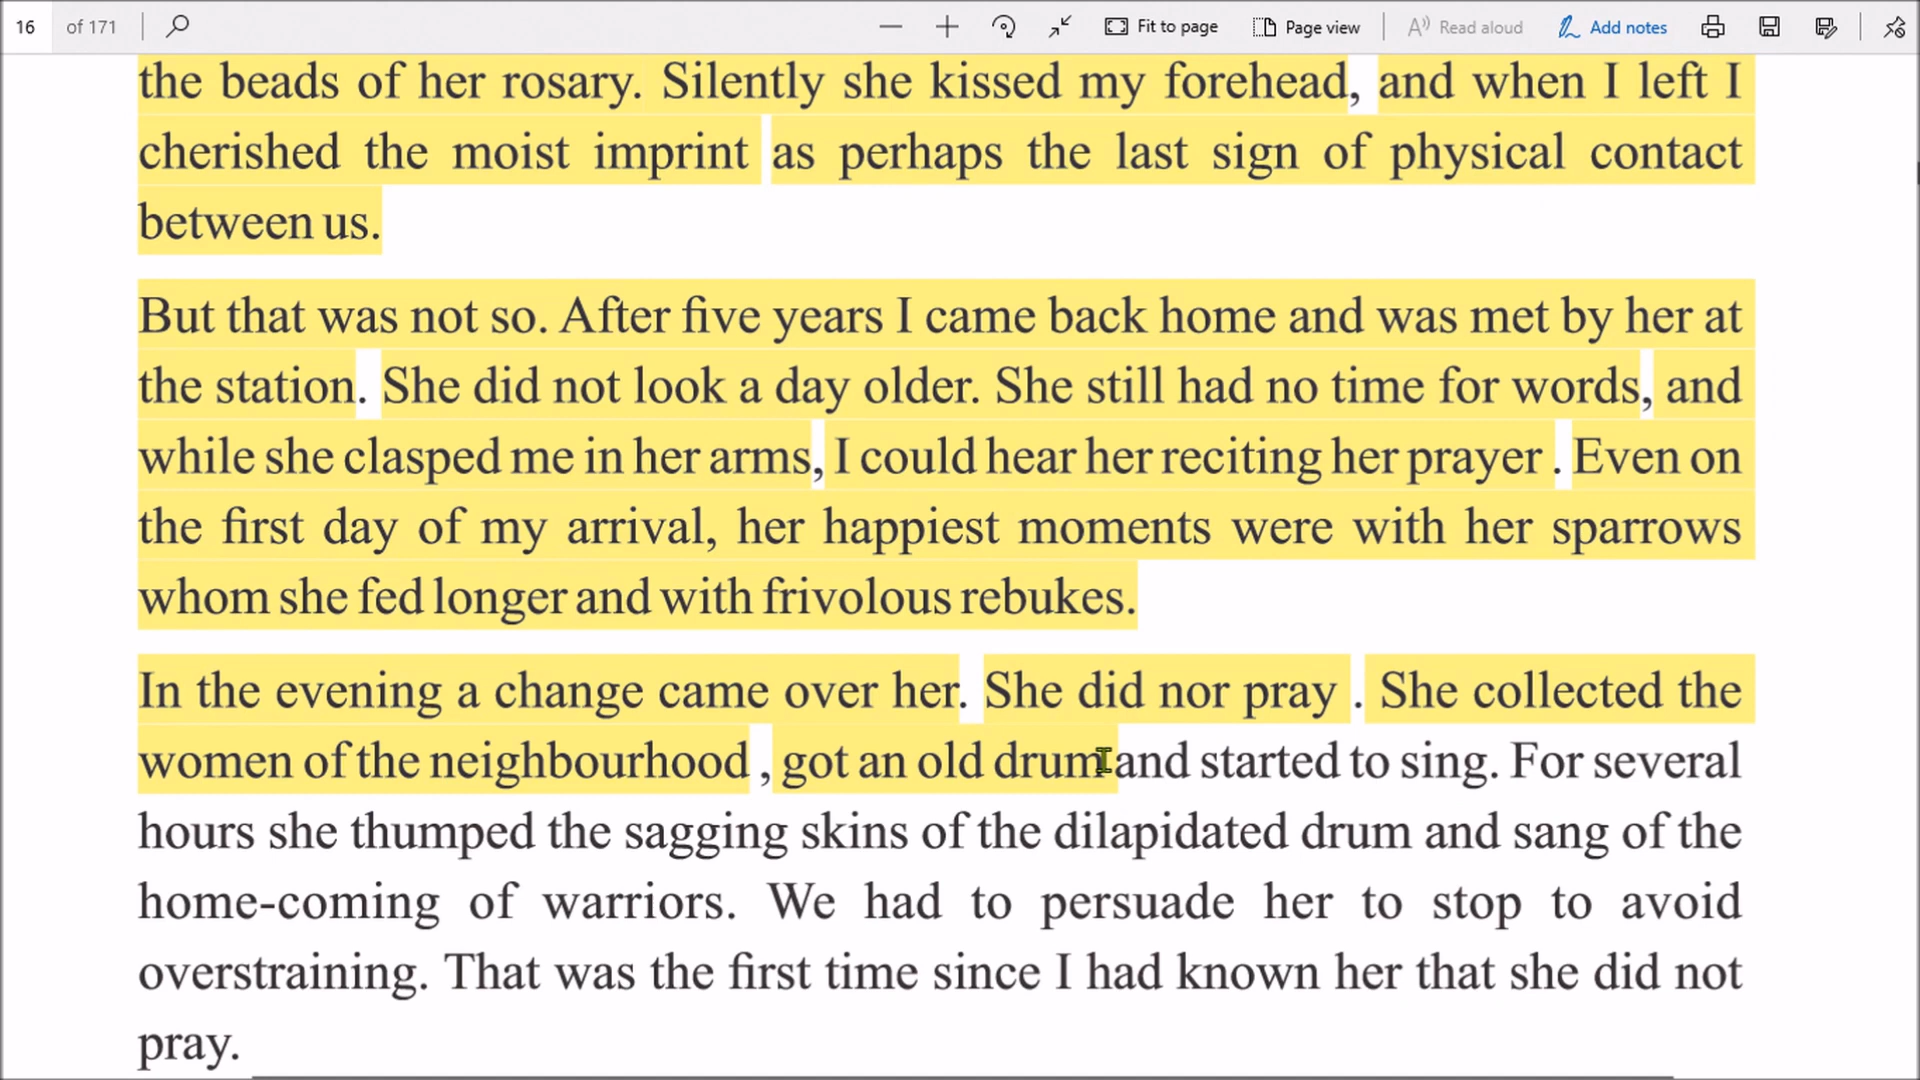 16 of 171 Fit to page Page view Read aloud Add notes
the beads of her rosary. Silently she kissed my forehead, and when I left I
cherished the moist imprint as perhaps the last sign of physical contact
between us.
But that was not so. After five years I came back home and was met by her at
the station. She did not look a day older. She still had no time for words, and
while she clasped me in her arms, I could hear her reciting her prayer . Even on
the first day of my arrival, her happiest moments were with her sparrows
whom she fed longer and with frivolous rebukes.
In the evening a change came over her. She did nor pray . She collected the
women of the neighbourhood , got an old drum and started to sing. For several
hours she thumped the sagging skins of the dilapidated drum and sang of the
home-coming of warriors. We had to persuade her to stop to avoid
overstraining. That was the first time since I had known her that she did not
pray.